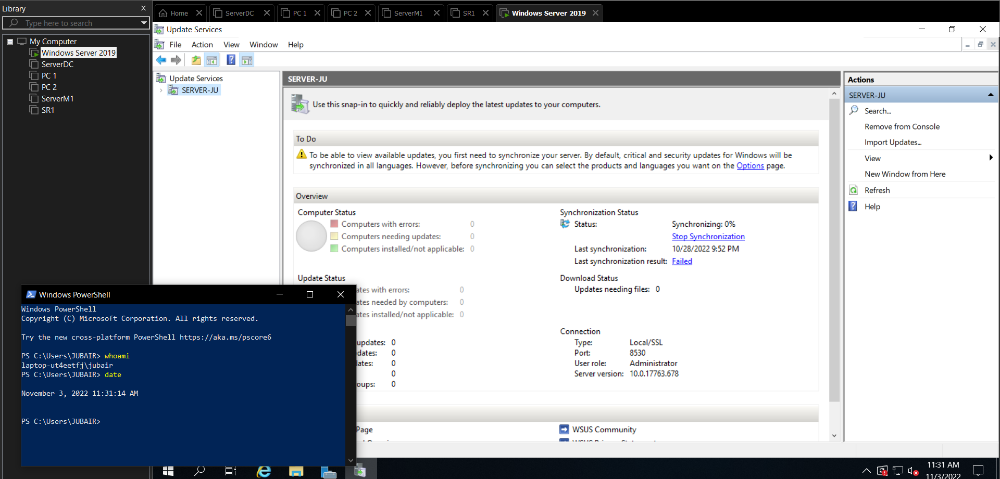 Library
Type here to search
My Computer
Windows Server 2019
ServerDC
PC 1
PC 2
ServerM1
SR1
Home
ServerDC
PC 1
PC 2
ServerM1
SR1
Windows Server 2019
Update Services
File Action View Window Help
Update Services
SERVER-JU
SERVER-JU
Use this snap-in to quickly and reliably deploy the latest updates to your computers.
To Do
To be able to view available updates, you first need to synchronize your server. By default, critical and security updates for Windows will be
synchronized in all languages. However, before synchronizing you can select the products and languages you want on the Options page.
Overview
Computer Status
Computers with errors: 0
Computers needing updates: 0
Computers installed/not applicable: 0
Synchronization Status
Status: Synchronizing: 0%
Stop Synchronization
Last synchronization: 10/28/2022 9:52 PM
Last synchronization result: Failed
Update Status
ates with errors: 0
ates needed by computers: 0
ates installed/not applicable: 0
Download Status
Updates needing files: 0
updates: 0
dates: 0
lates: 0
0
oups: 0
Connection
Type: Local/SSL
Port: 8530
User role: Administrator
Server version: 10.0.17763.678
Page
WSUS Community
Actions
SERVER-JU
Search...
Remove from Console
Import Updates...
View
New Window from Here
Refresh
Help
Windows PowerShell
Windows PowerShell
Copyright (C) Microsoft Corporation. All rights reserved.
Try the new cross-platform PowerShell https://aka.ms/pscore6
PS C:\Users\JUBAIR> whoami
laptop-ut4eetfj\jubair
PS C:\Users\JUBAIR> date
November 3, 2022 11:31:14 AM
PS C:\Users\JUBAIR>
11:31 AM
11/3/2022